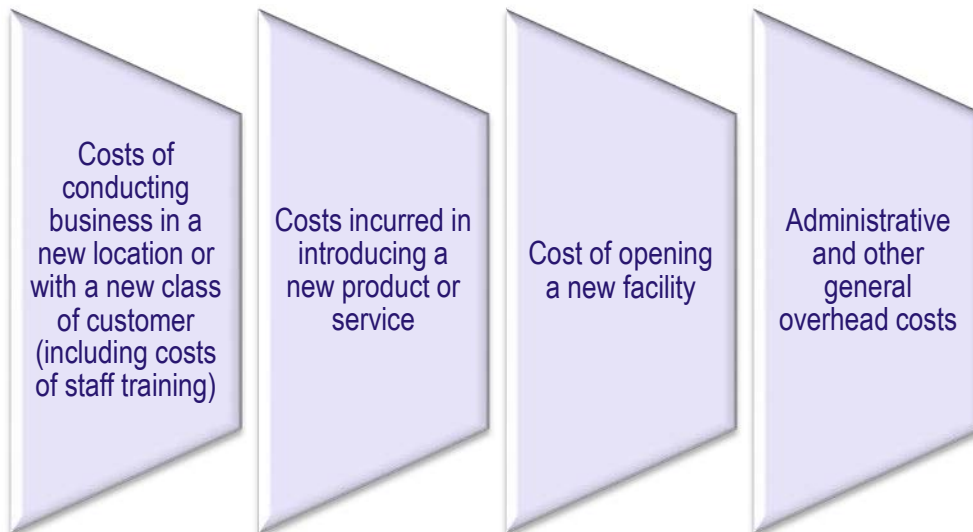 Costs of
conducting
business in a
new location or
with a new class
of customer
(including costs
of staff training)
Costs incurred in
introducing a
new product or
service
Cost of opening
a new facility
Administrative
and other
general
overhead costs